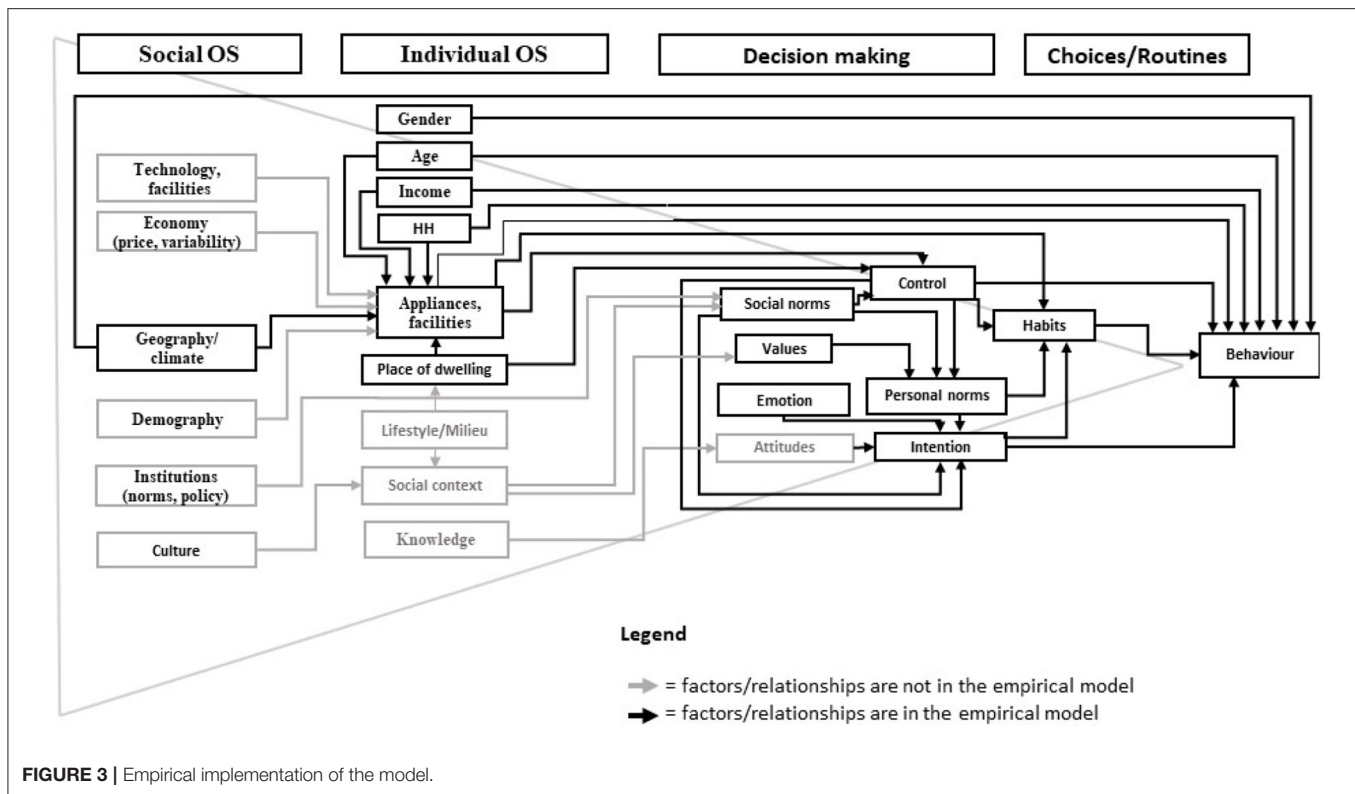 Social OS
Individual OS
Decision making
Choices/Routines
Gender
Age
Income
HH
Technology,
facilities
Economy
(price, variability)
Geography/
climate
Demography
Institutions
(norms, policy)
Culture
Appliances,
facilities
Place of dwelling
Lifestyle/Milieu
Social context
Knowledge
Social norms
Values
Emotion
Attitudes
Control
Personal norms
Intention
Habits
Behaviour
Legend
= factors/relationships are not in the empirical model
= factors/relationships are in the empirical model
FIGURE 3 | Empirical implementation of the model.